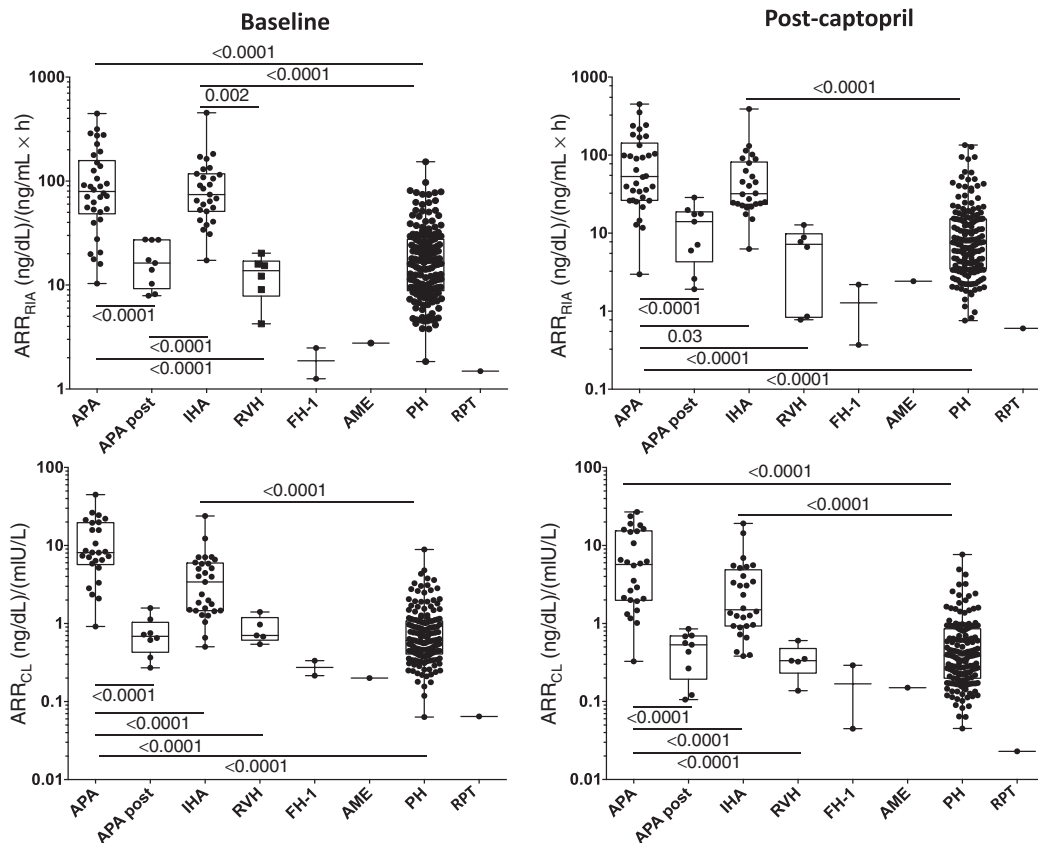 Baseline
Post-captopril
<0.0001
<0.0001
0.002
1000
100
10
1
ARR_RIA (ng/dL)/(ng/mL × h)
<0.0001
<0.0001
<0.0001
APA
APA post
IHA
RVH
FH-1
AME
PH
RPT
<0.0001
1000
100
10
1
0.1
ARR_RIA (ng/dL)/(ng/mL × h)
<0.0001
0.03
<0.0001
<0.0001
APA
APA post
IHA
RVH
FH-1
AME
PH
RPT
<0.0001
100
10
1
0.1
0.01
ARR_CL (ng/dL)/(mIU/L)
<0.0001
<0.0001
<0.0001
<0.0001
APA
APA post
IHA
RVH
FH-1
AME
PH
RPT
<0.0001
<0.0001
100
10
1
0.1
0.01
ARR_CL (ng/dL)/(mIU/L)
<0.0001
<0.0001
<0.0001
APA
APA post
IHA
RVH
FH-1
AME
PH
RPT